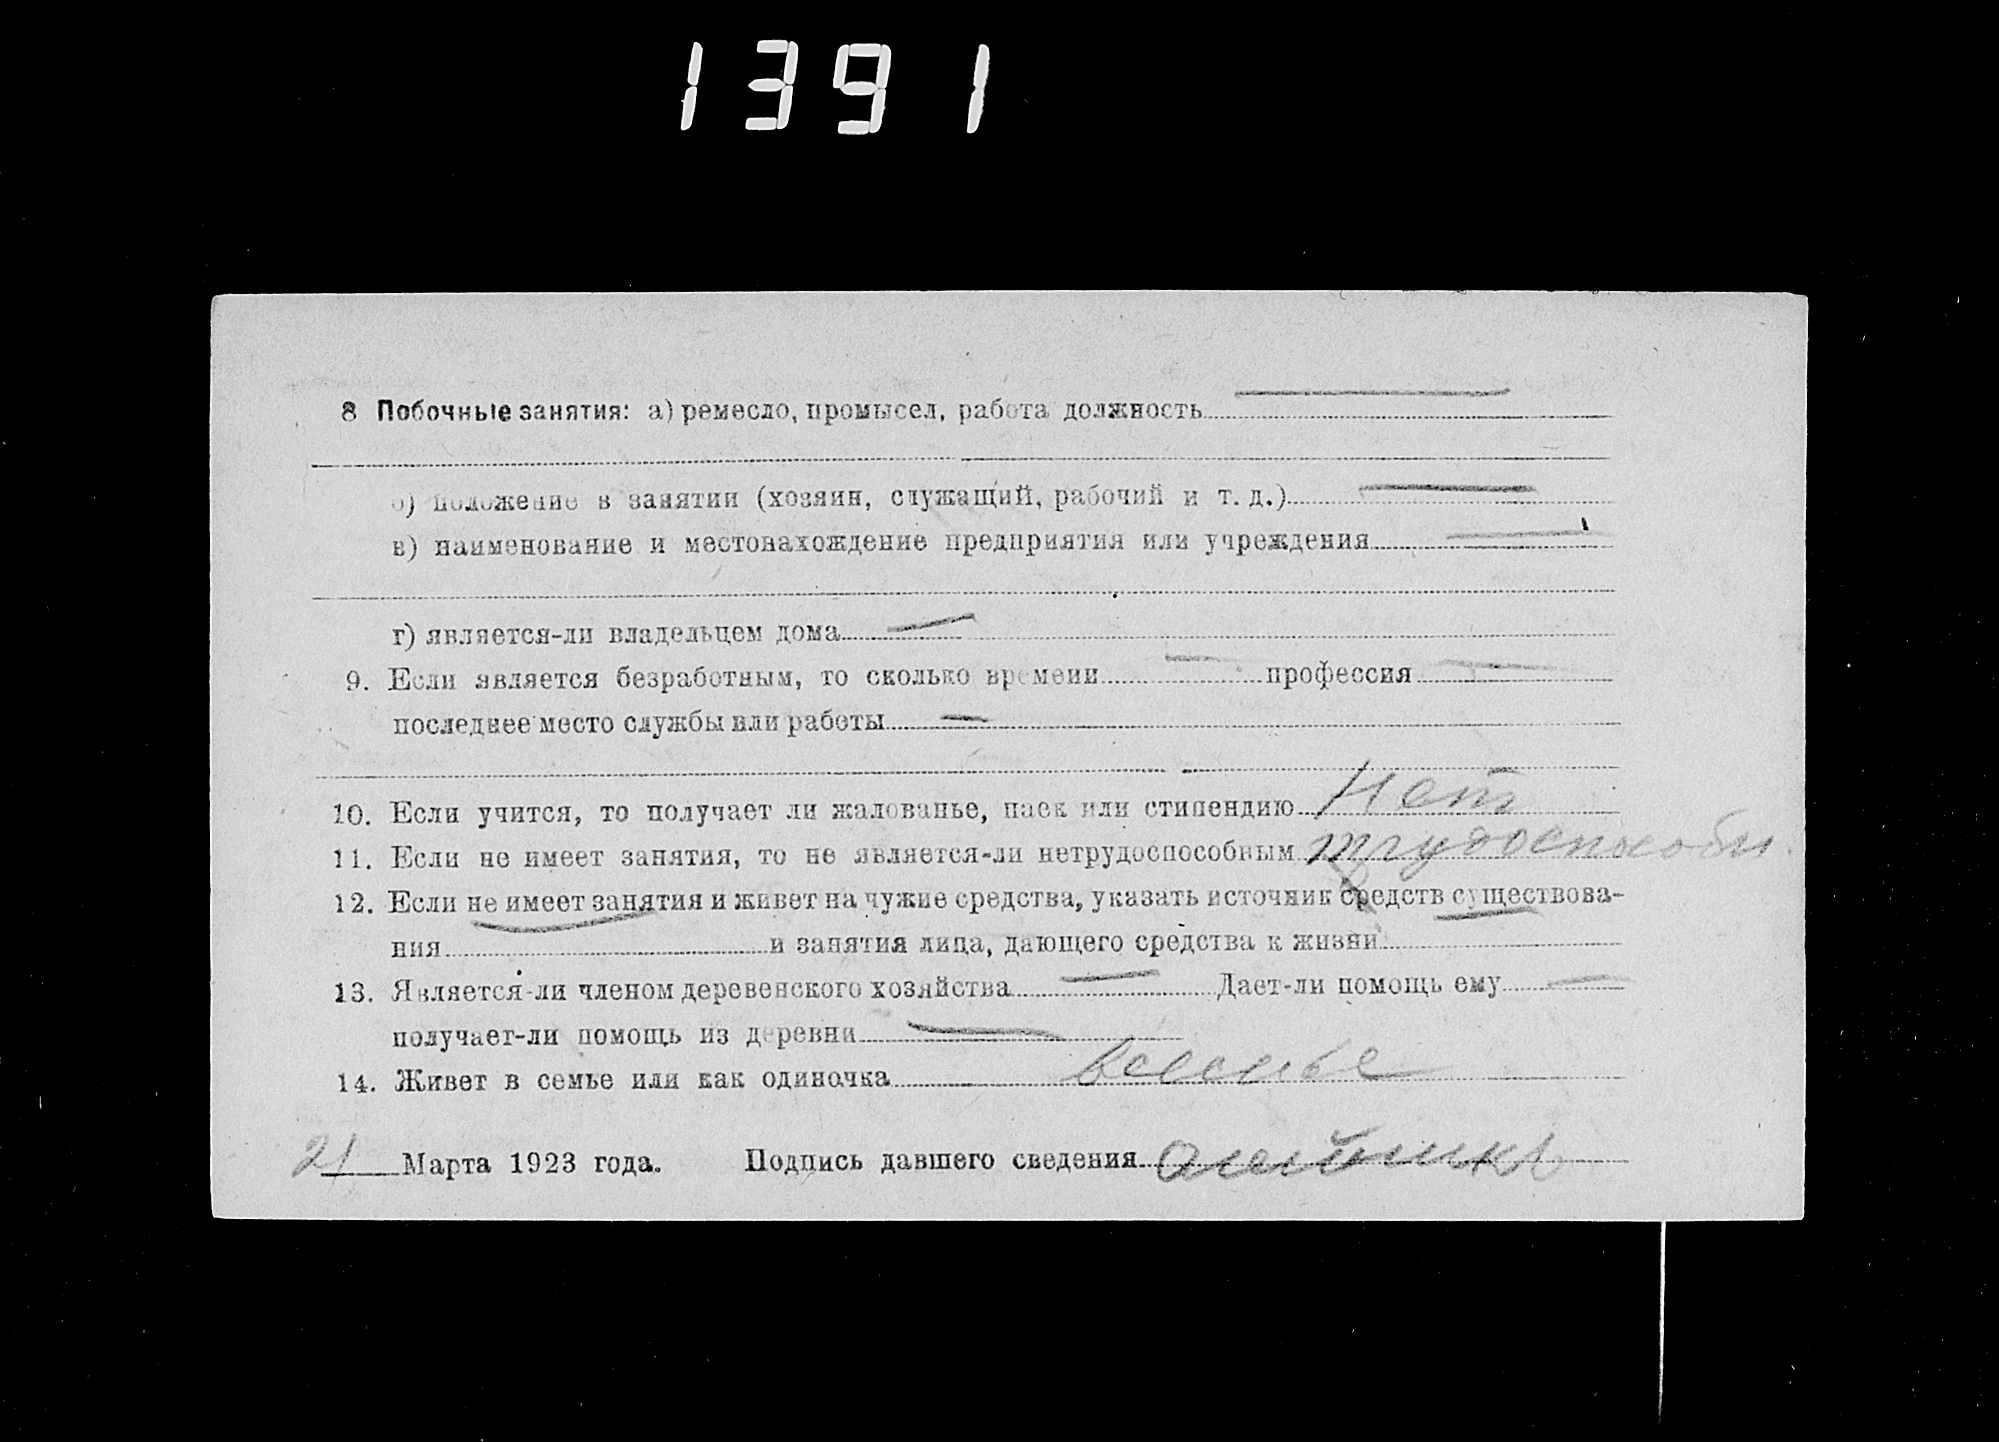 1391
8 Побочные занятия: а) ремесло, промысел, работа должность
б) положение в занятии (хозяин, служащий, рабочий и т. д.)
в) наименование и местонахождение предприятия или учреждения
г) является-ли владельцем дома —
9. Если является безработным, то сколько времени — профессия —
последнее место службы или работы —
10. Если учится, то получает ли жалованье, паек или стипендию Нет
11. Если не имеет занятия, то не является-ли нетрудоспособным трудоспособн
12. Если не имеет занятия и живет на чужие средства, указать источник средств существова-
ния и занятия лица, дающего средства к жизни
13. Является-ли членом деревенского хозяйства — Дает-ли помощь ему —
получает-ли помощь из деревни —
14. Живет в семье или как одиночка всемье
21 Марта 1923 года. Подпись давшего сведения